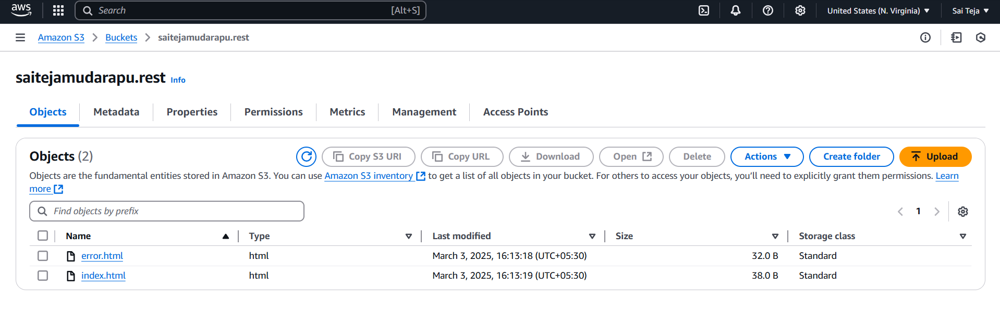 aws Search [Alt+S] United States (N. Virginia) Sai Teja
Amazon S3 Buckets saitejamudarapu.rest
saitejamudarapu.rest Info
Objects Metadata Properties Permissions Metrics Management Access Points
Objects (2) Copy S3 URI Copy URL Download Open Delete Actions Create folder Upload
Objects are the fundamental entities stored in Amazon S3. You can use Amazon S3 inventory to get a list of all objects in your bucket. For others to access your objects, you’ll need to explicitly grant them permissions. Learn
more
Find objects by prefix 1
Name Type Last modified Size Storage class
error.html html March 3, 2025, 16:13:18 (UTC+05:30) 32.0 B Standard
index.html html March 3, 2025, 16:13:19 (UTC+05:30) 38.0 B Standard